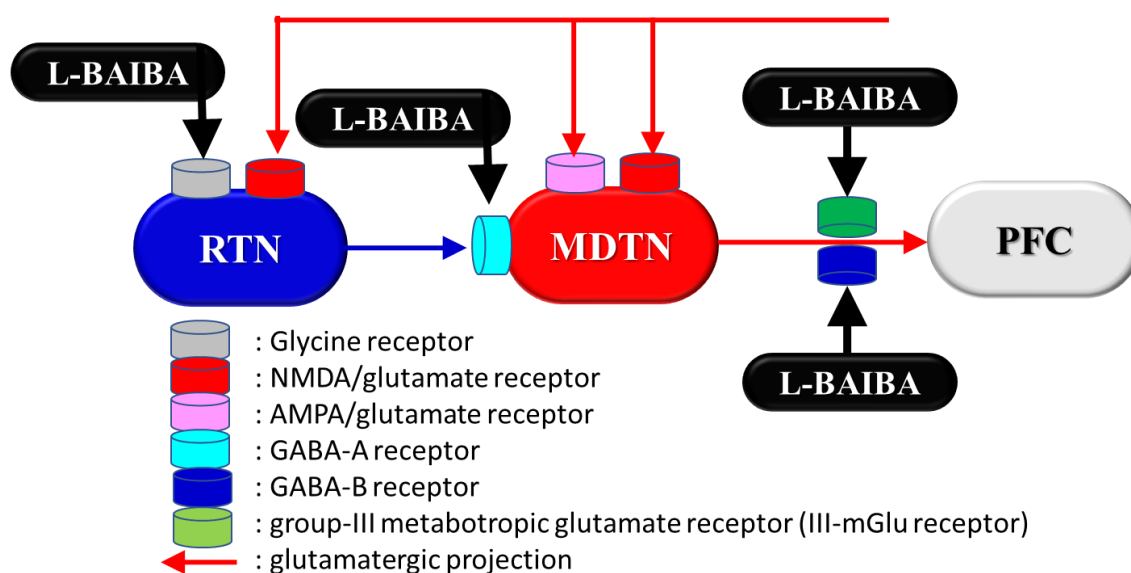 L-BAIBA
L-BAIBA
L-BAIBA
RTN
MDTN
PFC
L-BAIBA
: Glycine receptor
: NMDA/glutamate receptor
: AMPA/glutamate receptor
: GABA-A receptor
: GABA-B receptor
: group-III metabotropic glutamate receptor (III-mGlu receptor)
: glutamatergic projection